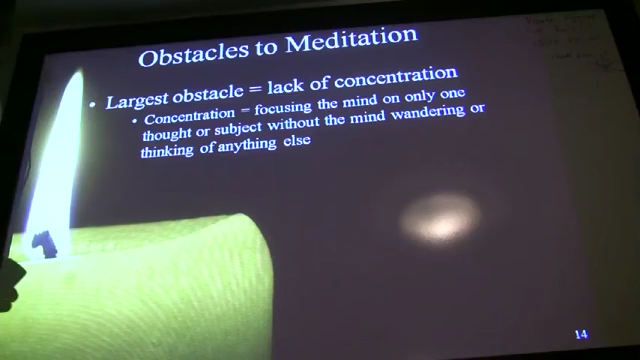 Obstacles to Meditation
• Largest obstacle = lack of concentration
• Concentration = focusing the mind on only one
thought or subject without the mind wandering or
thinking of anything else
14